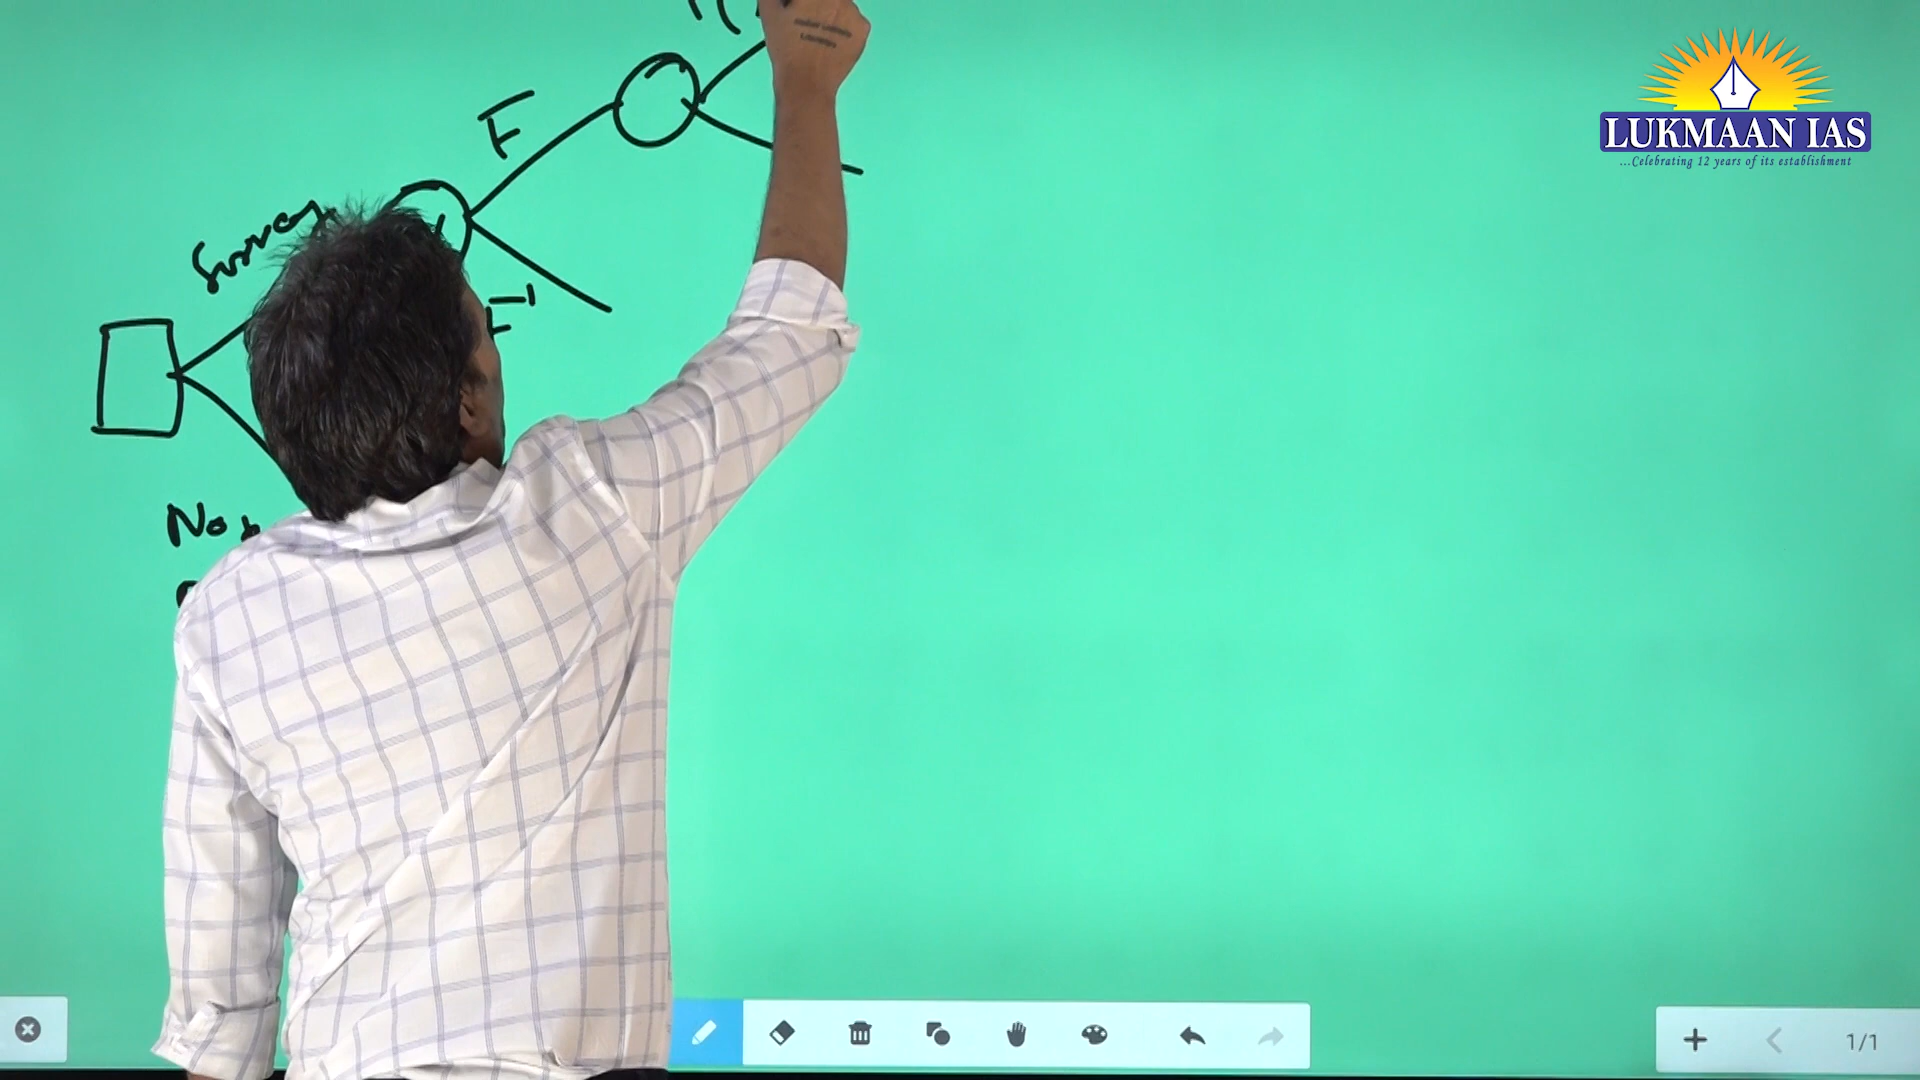 F
Survey
No
LUKMAAN IAS
...Celebrating 12 years of its establishment
1/1